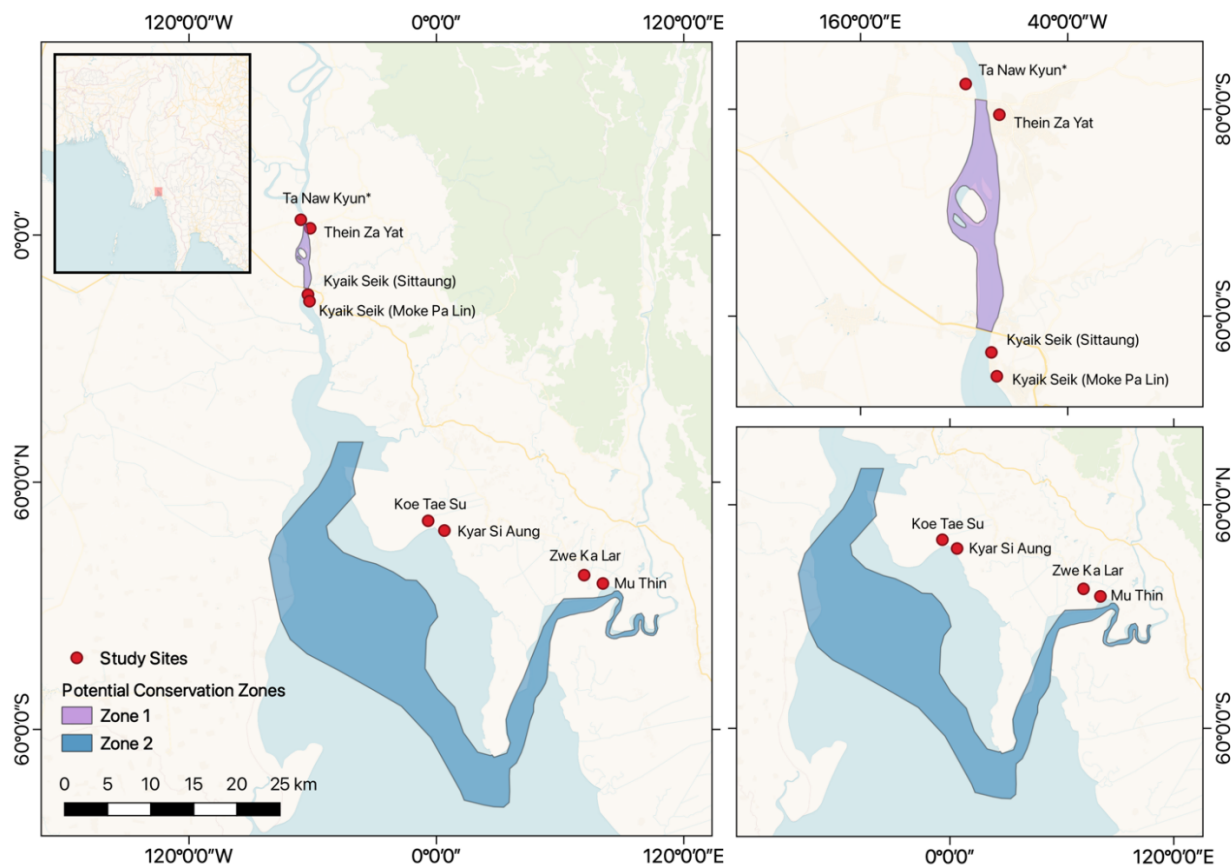 120°0'0"W
0°0'0"
120°0'0"E
0°0'0"
60°0'0"N
60°0'0"S
Ta Naw Kyun*
Thein Za Yat
Kyaik Seik (Sittaung)
Kyaik Seik (Moke Pa Lin)
Koe Tae Su
Kyar Si Aung
Zwe Ka Lar
Mu Thin
Study Sites
Potential Conservation Zones
Zone 1
Zone 2
0 5 10 15 20 25 km
120°0'0"W
0°0'0"
120°0'0"E
160°0'0"E
40°0'0"W
Ta Naw Kyun*
Thein Za Yat
80°0'0"S
60°0'0"S
Kyaik Seik (Sittaung)
Kyaik Seik (Moke Pa Lin)
Koe Tae Su
Kyar Si Aung
Zwe Ka Lar
Mu Thin
60°0'0"N
60°0'0"S
0°0'0"
120°0'0"E